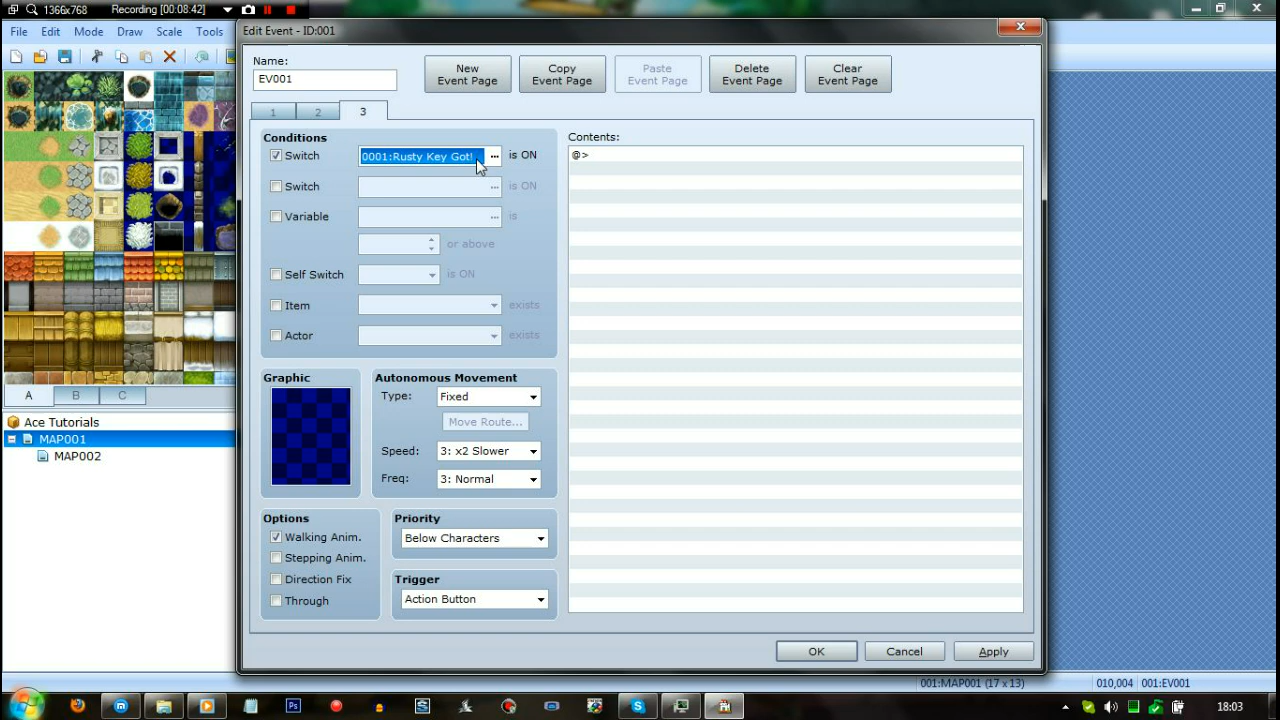 1366x768 Recording [00:08:42]
File Edit Mode Draw Scale Tools
Edit Event - ID:001
Name:
EV001
New Event Page
Copy Event Page
Paste Event Page
Delete Event Page
Clear Event Page
1 2 3
Conditions
Switch 0001:Rusty Key Got! ... is ON
Switch ... is ON
Variable ... is
or above
Self Switch is ON
Item exists
Actor exists
Contents:
@>
Graphic
Autonomous Movement
Type: Fixed
Move Route...
Speed: 3: x2 Slower
Freq: 3: Normal
Options
Walking Anim.
Stepping Anim.
Direction Fix
Through
Priority
Below Characters
Trigger
Action Button
OK Cancel Apply
A B C
Ace Tutorials
MAP001
MAP002
001:MAP001 (17 x 13) 010,004 001:EV001
Ps
18:03